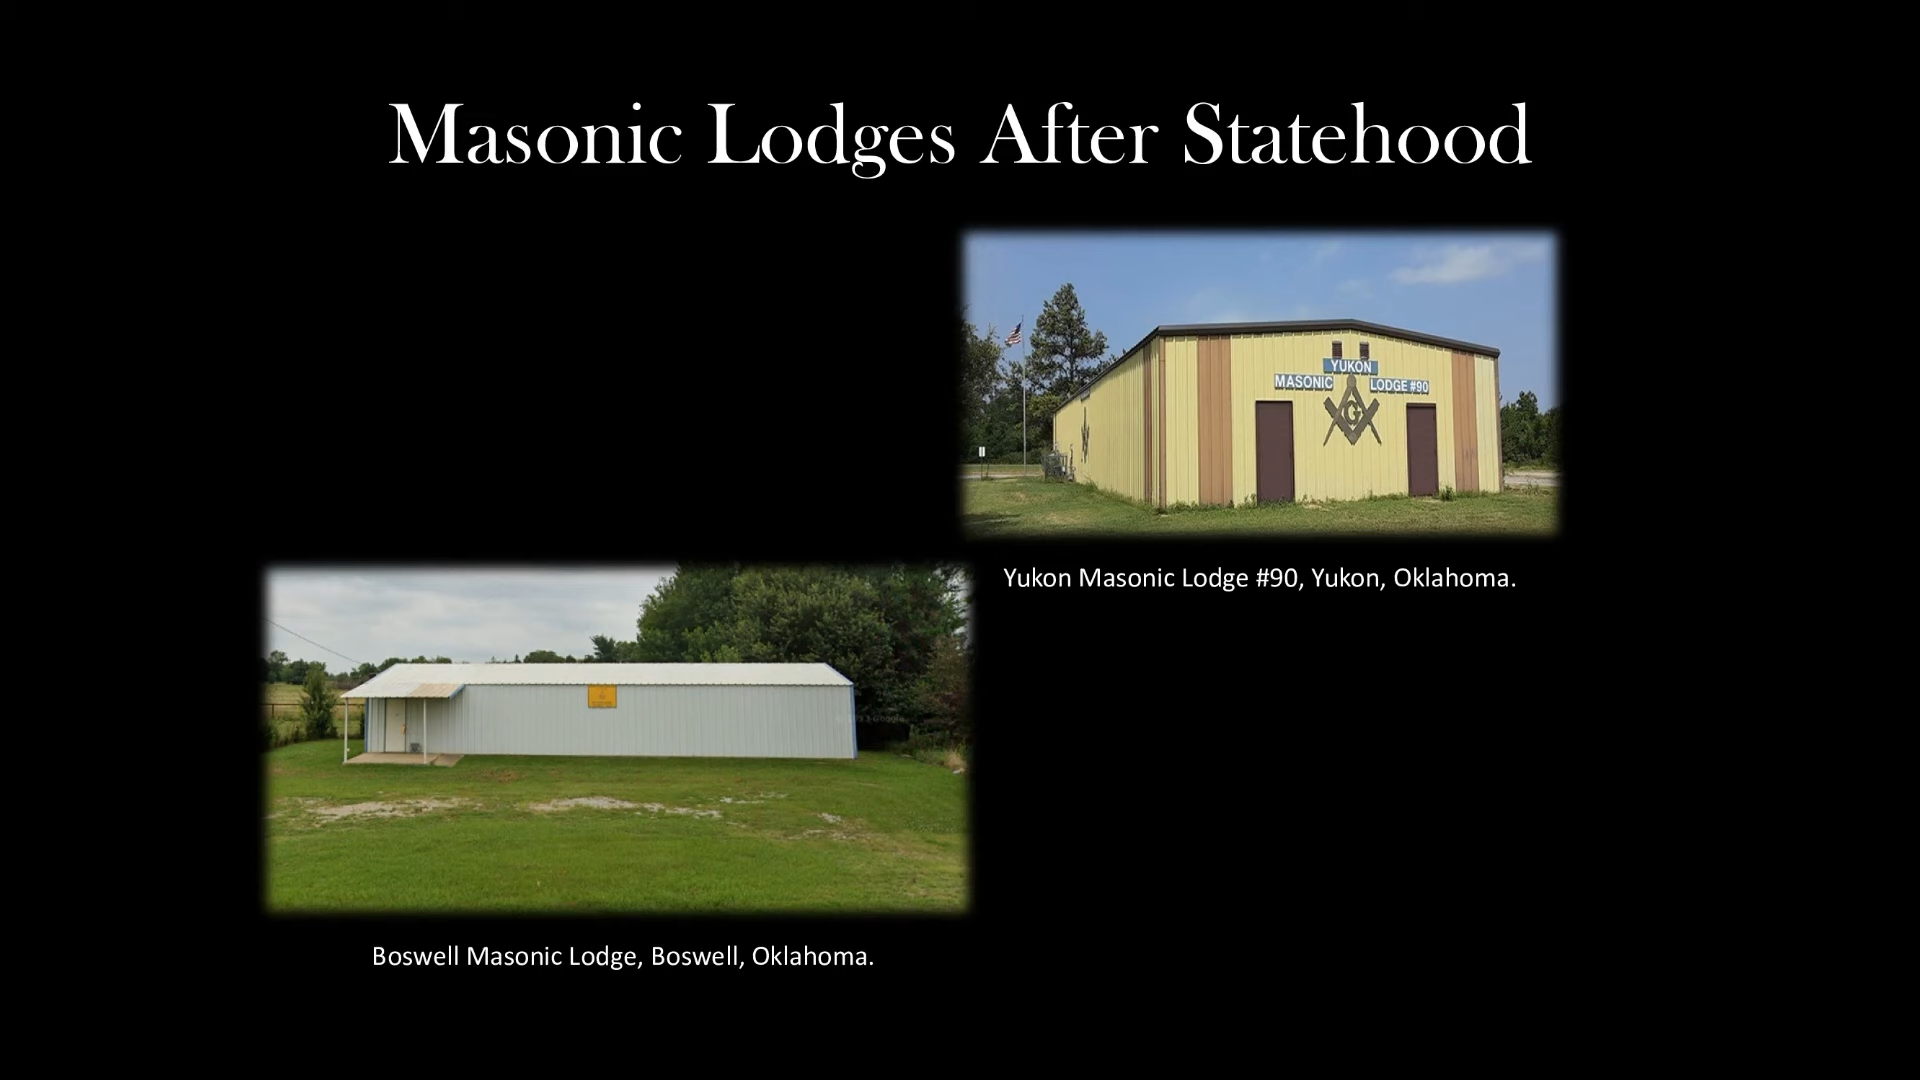 Masonic Lodges After Statehood
YUKON
MASONIC LODGE #90
G
Yukon Masonic Lodge #90, Yukon, Oklahoma.
Boswell Masonic Lodge, Boswell, Oklahoma.